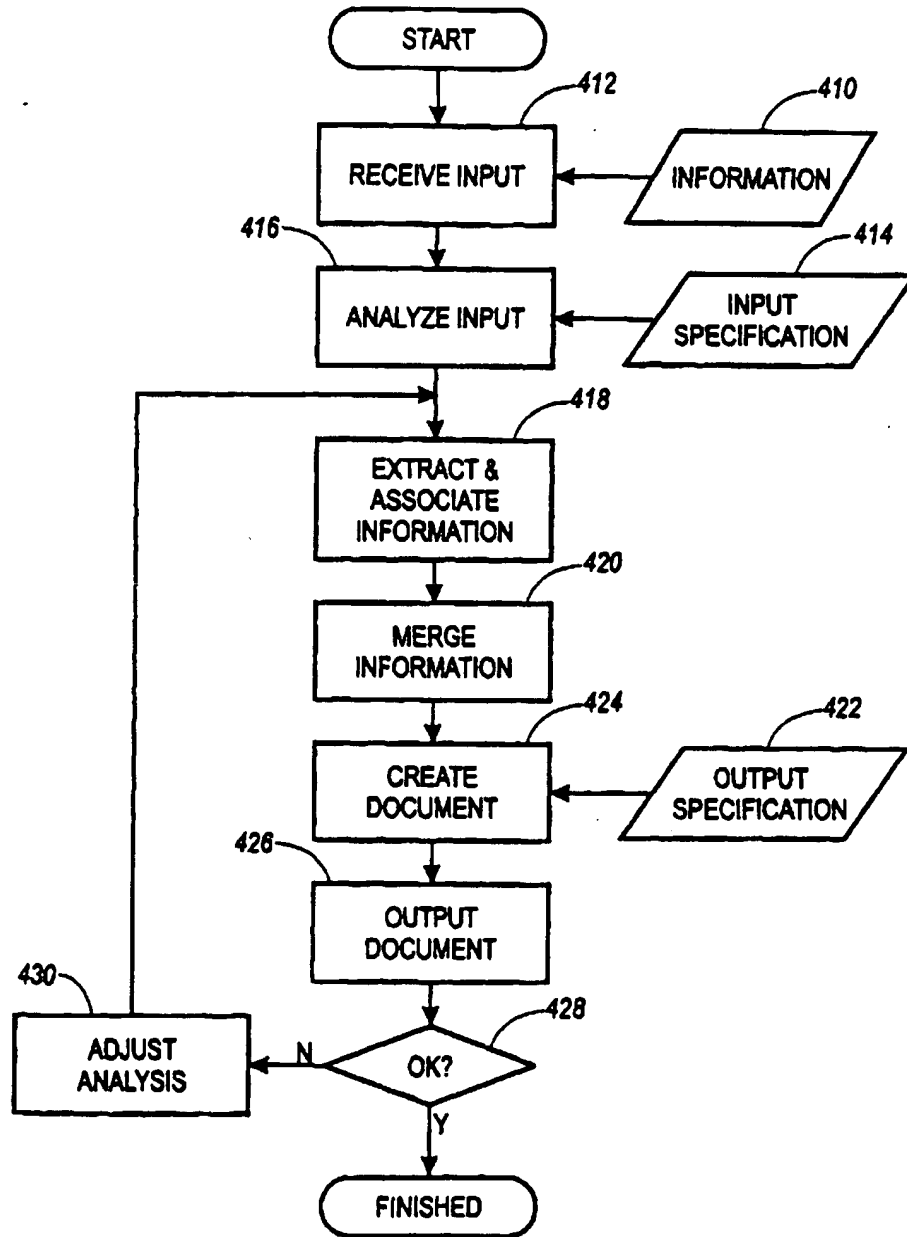 START
412
410
RECEIVE INPUT
INFORMATION
416
414
ANALYZE INPUT
INPUT
SPECIFICATION
418
EXTRACT &
ASSOCIATE
INFORMATION
420
MERGE
INFORMATION
424
422
CREATE
DOCUMENT
OUTPUT
SPECIFICATION
426
OUTPUT
DOCUMENT
430
428
ADJUST
ANALYSIS
N
OK?
Y
FINISHED